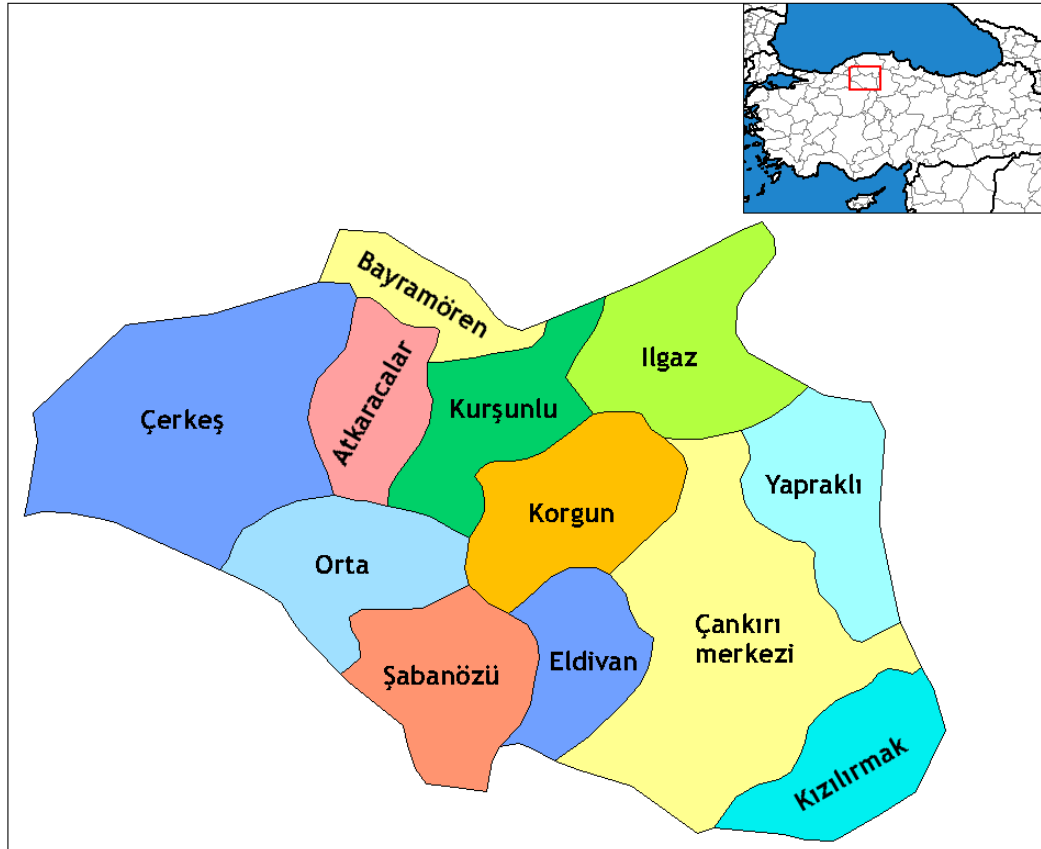 Bayramören
Ilgaz
Çerkeş
Atkaracalar
Kurşunlu
Yapraklı
Korgun
Orta
Çankırı
merkezi
Eldivan
Şabanözü
Kızılırmak